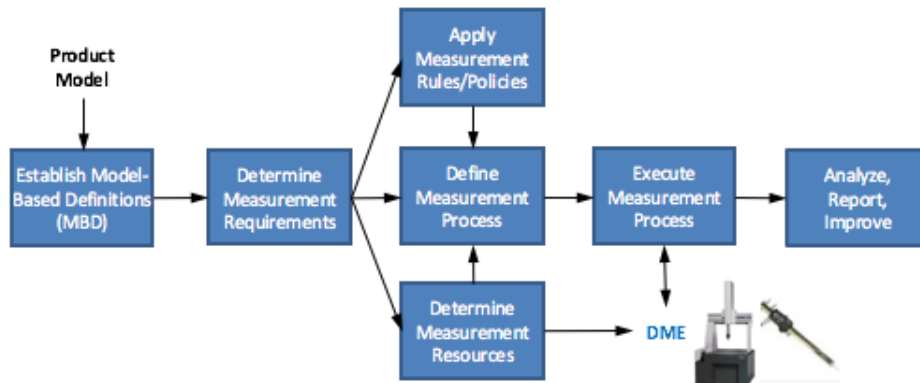 Product
Model
Establish Model-
Based Definitions
(MBD)
Determine
Measurement
Requirements
Apply
Measurement
Rules/Policies
Define
Measurement
Process
Determine
Measurement
Resources
Execute
Measurement
Process
DME
Analyze,
Report,
Improve